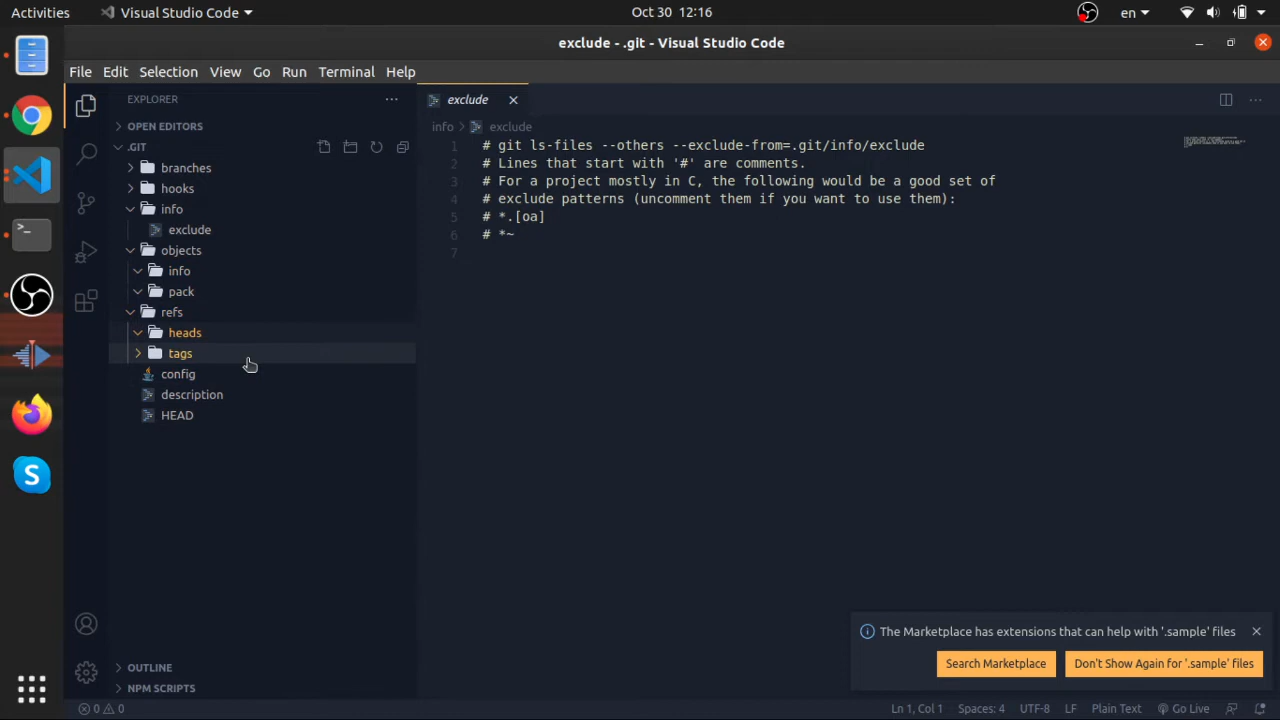 Activities
Visual Studio Code
Oct 30 12:16
en
exclude - .git - Visual Studio Code
File Edit Selection View Go Run Terminal Help
EXPLORER
OPEN EDITORS
.GIT
branches
hooks
info
exclude
objects
info
pack
refs
heads
tags
config
description
HEAD
OUTLINE
NPM SCRIPTS
exclude
info > exclude
1 # git ls-files --others --exclude-from=.git/info/exclude
2 # Lines that start with '#' are comments.
3 # For a project mostly in C, the following would be a good set of
4 # exclude patterns (uncomment them if you want to use them):
5 # *.[oa]
6 # *~
7
The Marketplace has extensions that can help with '.sample' files
Search Marketplace
Don't Show Again for '.sample' files
0 0
Ln 1, Col 1 Spaces: 4 UTF-8 LF Plain Text Go Live